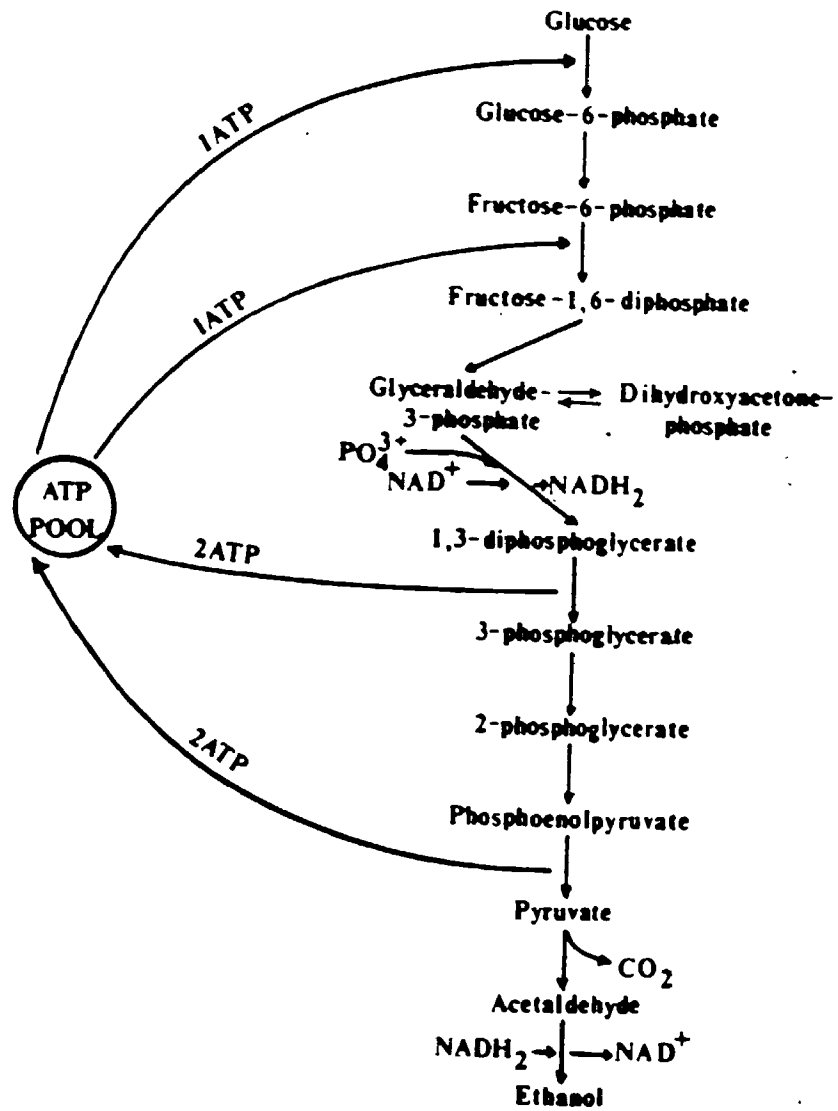 Glucose
1ATP
Glucose-6-phosphate
Fructose-6-phosphate
1ATP
Fructose-1,6-diphosphate
Glyceraldehyde-
3-phosphate
Dihydroxyacetone-
phosphate
PO₄³⁺
NAD⁺
NADH₂
ATP
POOL
1,3-diphosphoglycerate
2ATP
3-phosphoglycerate
2-phosphoglycerate
2ATP
Phosphoenolpyruvate
Pyruvate
CO₂
Acetaldehyde
NADH₂
NAD⁺
Ethanol